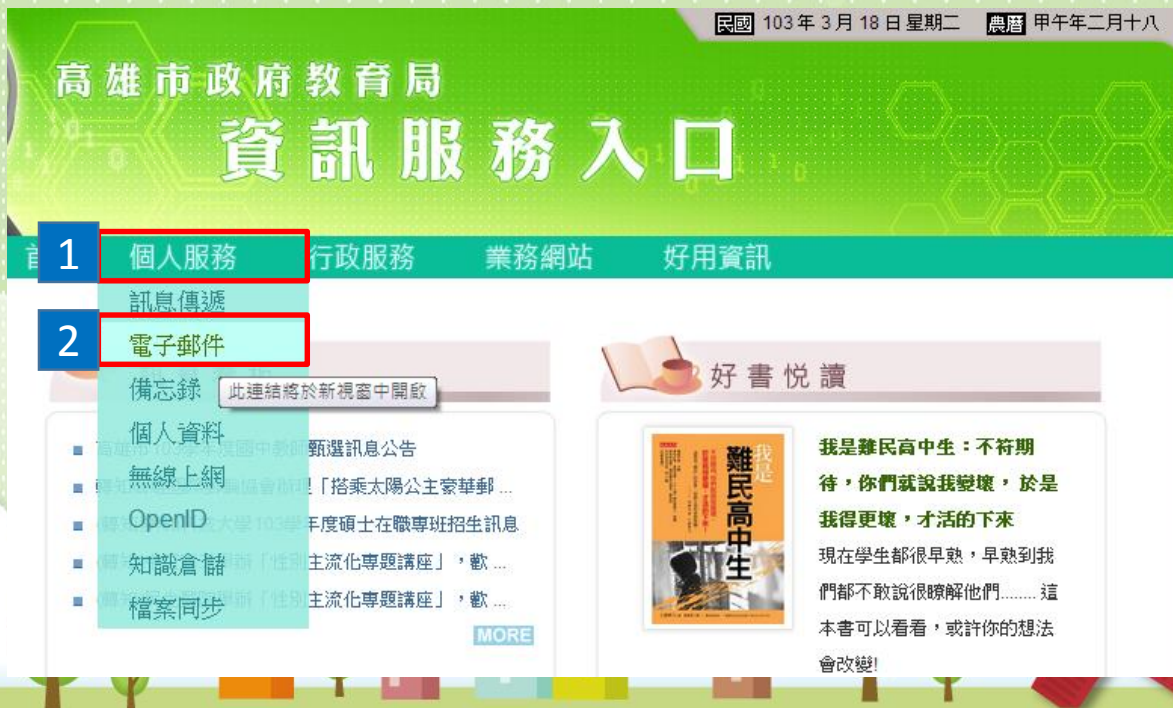 民國 103 年 3 月 18 日 星期二 農曆 甲午年二月十八
高雄市政府教育局
資訊服務入口
1 個人服務 行政服務 業務網站 好用資訊
訊息傳遞
2 電子郵件
備忘錄 此連結將於新視窗中開啟
個人資料
無線上網
OpenID
知識倉儲
檔案同步
甄選訊息公告
「搭乘太陽公主豪華郵 ...
年度碩士在職專班招生訊息
主流化專題講座」，歡 ...
主流化專題講座」，歡 ...
MORE
好書悅讀
我是
難民高中生
我是難民高中生：不符期
待，你們就說我變壞， 於是
我得更壞，才活的下來
現在學生都很早熟，早熟到我
們都不敢說很瞭解他們........ 這
本書可以看看，或許你的想法
會改變!